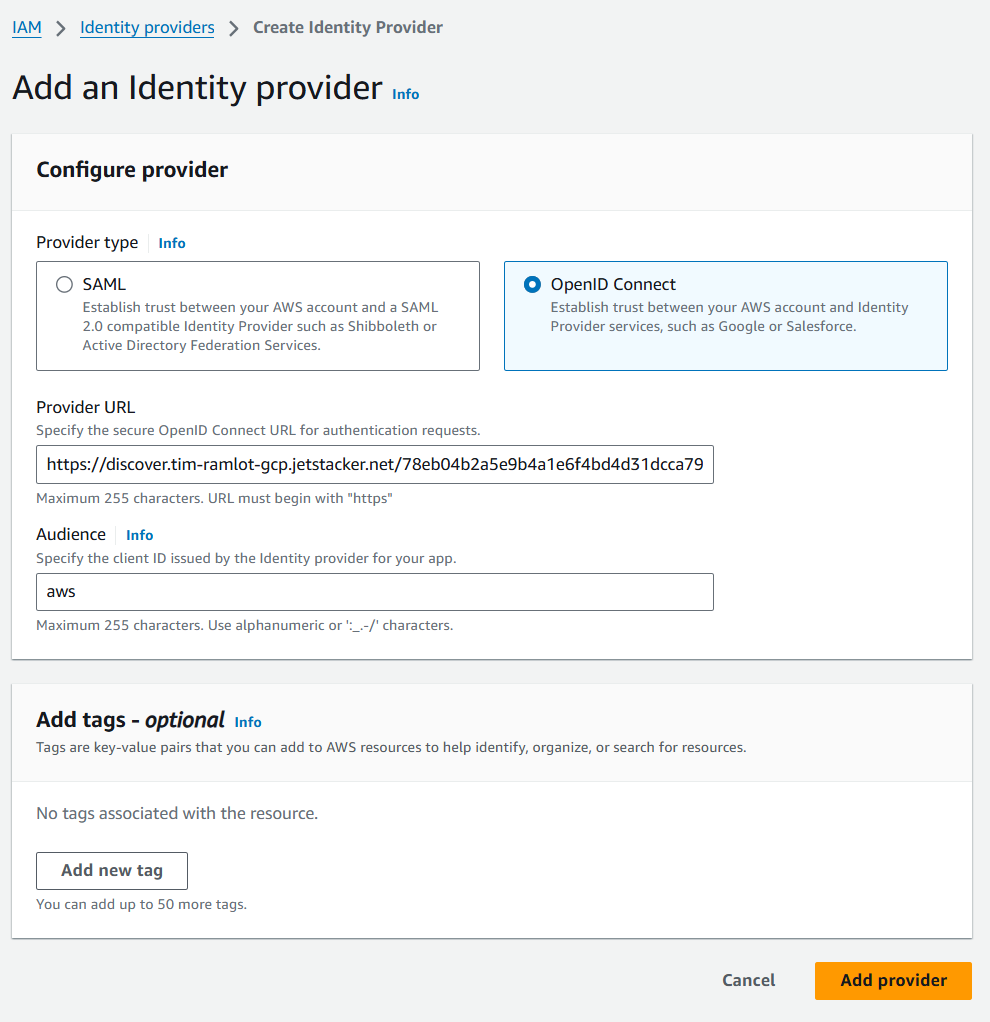 IAM > Identity providers > Create Identity Provider
Add an Identity provider Info
Configure provider
Provider type Info
SAML
Establish trust between your AWS account and a SAML
2.0 compatible Identity Provider such as Shibboleth or
Active Directory Federation Services.
OpenID Connect
Establish trust between your AWS account and Identity
Provider services, such as Google or Salesforce.
Provider URL
Specify the secure OpenID Connect URL for authentication requests.
https://discover.tim-ramlot-gcp.jetstacker.net/78eb04b2a5e9b4a1e6f4bd4d31dcca79
Maximum 255 characters. URL must begin with "https"
Audience Info
Specify the client ID issued by the Identity provider for your app.
aws
Maximum 255 characters. Use alphanumeric or ':_.-/' characters.
Add tags - optional Info
Tags are key-value pairs that you can add to AWS resources to help identify, organize, or search for resources.
No tags associated with the resource.
Add new tag
You can add up to 50 more tags.
Cancel Add provider